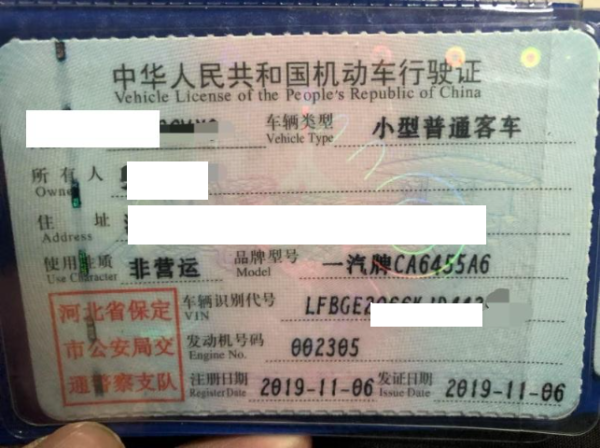 中华人民共和国机动车行驶证
Vehicle License of the People's Republic of China
车辆类型 小型普通客车
Vehicle Type
所有人
Owner
住 址
Address
使用性质 非营运 品牌型号 一汽牌CA6455A6
Use Character Model
河北省保定
市公安局交
通警察支队
车辆识别代号
VIN
发动机号码 002305
Engine No.
注册日期 2019-11-06 发证日期 2019-11-06
Register Date Issue Date